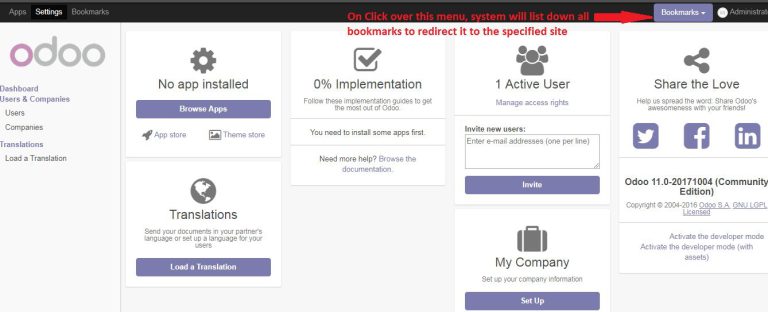 Apps Settings Bookmarks
On Click over this menu, system will list down all
bookmarks to redirect it to the specified site
Bookmarks
Administrat
odoo
Dashboard
Users & Companies
Users
Companies
Translations
Load a Translation
No app installed
Browse Apps
App store Theme store
Translations
Send your documents in your partner's
language or set up a language for your
users
Load a Translation
0% Implementation
Follow these implementation guides to get
the most out of Odoo.
You need to install some apps first.
Need more help? Browse the
documentation.
1 Active User
Manage access rights
Invite new users:
Enter e-mail addresses (one per line)
Invite
My Company
Set up your company information
Set Up
Share the Love
Help us spread the word: Share Odoo's
awesomeness with your friends!
Odoo 11.0-20171004 (Community
Edition)
Copyright © 2004-2016 Odoo S.A. GNU LGPL
Licensed
Activate the developer mode
Activate the developer mode (with
assets)